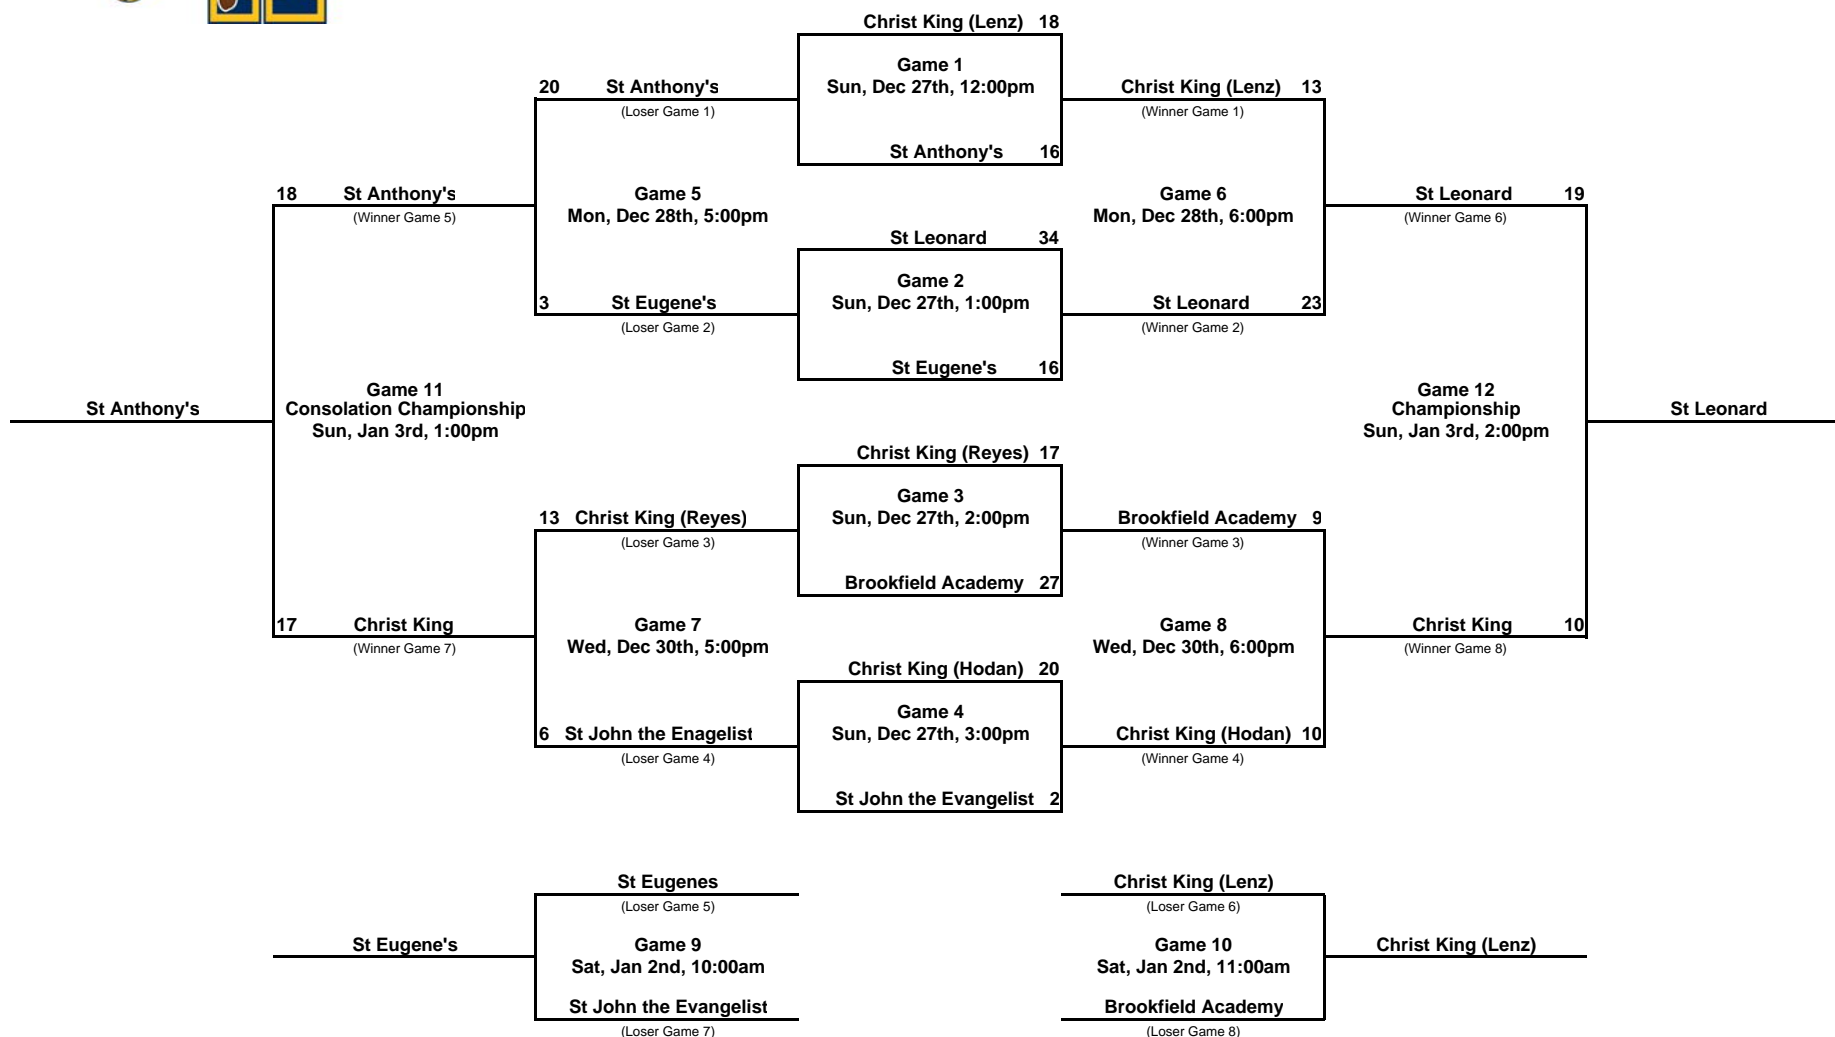 Christ King (Lenz) 18
Game 1
20 St Anthony's Sun, Dec 27th, 12:00pm Christ King (Lenz) 13
(Loser Game 1) (Winner Game 1)
St Anthony's 16
18 St Anthony's Game 5 Game 6 St Leonard 19
(Winner Game 5) Mon, Dec 28th, 5:00pm Mon, Dec 28th, 6:00pm (Winner Game 6)
St Leonard 34
Game 2
3 St Eugene's Sun, Dec 27th, 1:00pm St Leonard 23
(Loser Game 2) (Winner Game 2)
St Eugene's 16
Game 11 Game 12
St Anthony's Consolation Championship Championship St Leonard
Sun, Jan 3rd, 1:00pm Sun, Jan 3rd, 2:00pm
Christ King (Reyes) 17
Game 3
13 Christ King (Reyes) Sun, Dec 27th, 2:00pm Brookfield Academy 9
(Loser Game 3) (Winner Game 3)
Brookfield Academy 27
17 Christ King Game 7 Game 8 Christ King 10
(Winner Game 7) Wed, Dec 30th, 5:00pm Wed, Dec 30th, 6:00pm (Winner Game 8)
Christ King (Hodan) 20
Game 4
6 St John the Enagelist Sun, Dec 27th, 3:00pm Christ King (Hodan) 10
(Loser Game 4) (Winner Game 4)
St John the Evangelist 2
St Eugenes Christ King (Lenz)
(Loser Game 5) (Loser Game 6)
St Eugene's Game 9 Game 10 Christ King (Lenz)
Sat, Jan 2nd, 10:00am Sat, Jan 2nd, 11:00am
St John the Evangelist Brookfield Academy
(Loser Game 7) (Loser Game 8)